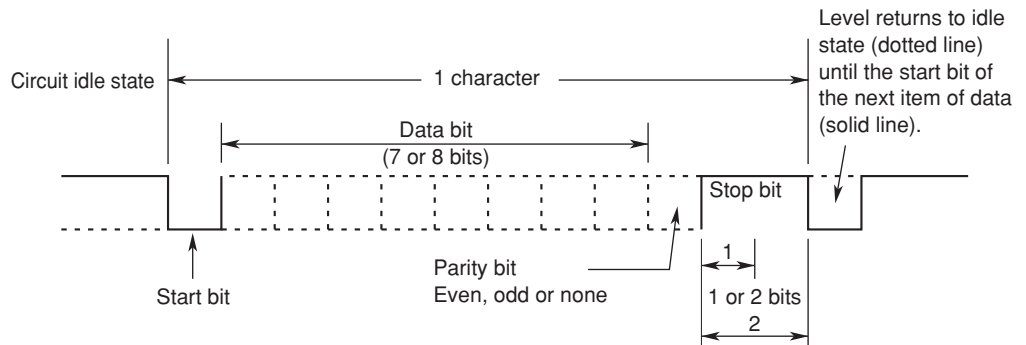 Level returns to idle
state (dotted line)
until the start bit of
the next item of data
(solid line).
Circuit idle state
1 character
Data bit
(7 or 8 bits)
Stop bit
1
Parity bit
Even, odd or none
Start bit
1 or 2 bits
2